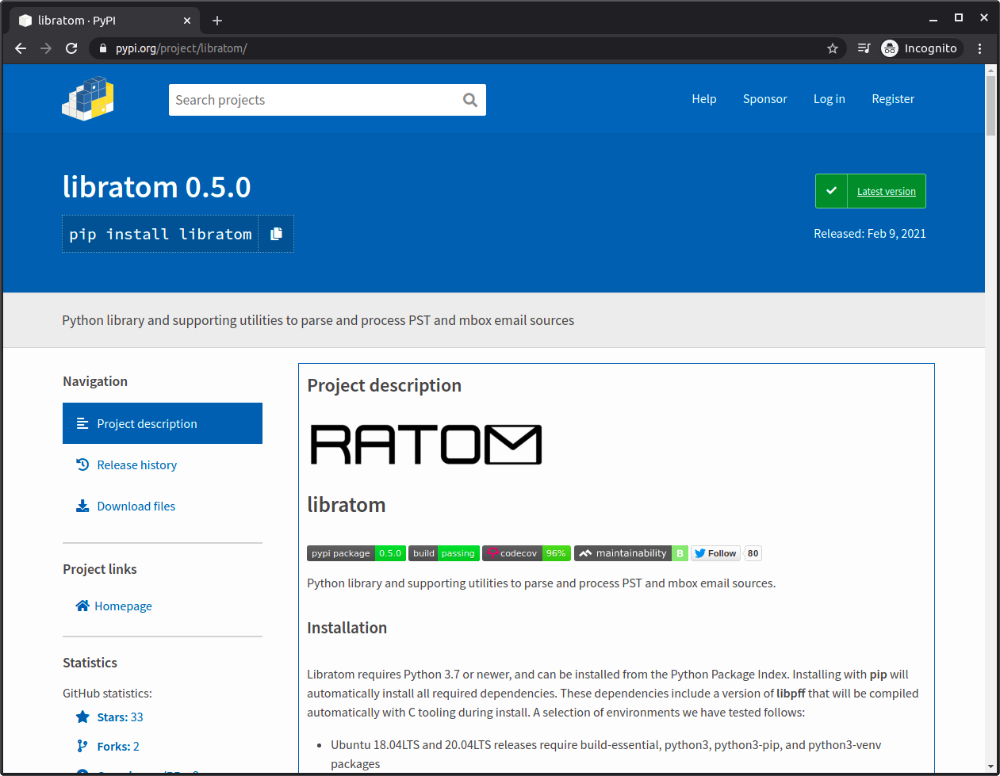 libratom · PyPI
pypi.org/project/libratom/
Incognito
Search projects
Help
Sponsor
Log in
Register
libratom 0.5.0
Latest version
pip install libratom
Released: Feb 9, 2021
Python library and supporting utilities to parse and process PST and mbox email sources
Navigation
Project description
Release history
Download files
Project links
Homepage
Statistics
GitHub statistics:
Stars: 33
Forks: 2
Project description
RATOM
libratom
pypi package 0.5.0 build passing codecov 96% maintainability B Follow 80
Python library and supporting utilities to parse and process PST and mbox email sources.
Installation
Libratom requires Python 3.7 or newer, and can be installed from the Python Package Index. Installing with pip will
automatically install all required dependencies. These dependencies include a version of libpff that will be compiled
automatically with C tooling during install. A selection of environments we have tested follows:
Ubuntu 18.04LTS and 20.04LTS releases require build-essential, python3, python3-pip, and python3-venv
packages